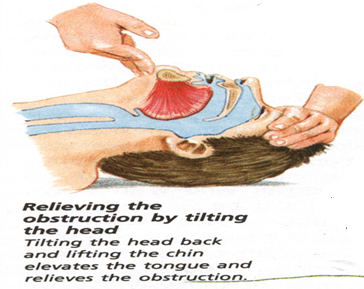 Relieving the
obstruction by tilting
the head
Tilting the head back
and lifting the chin
elevates the tongue and
relieves the obstruction.